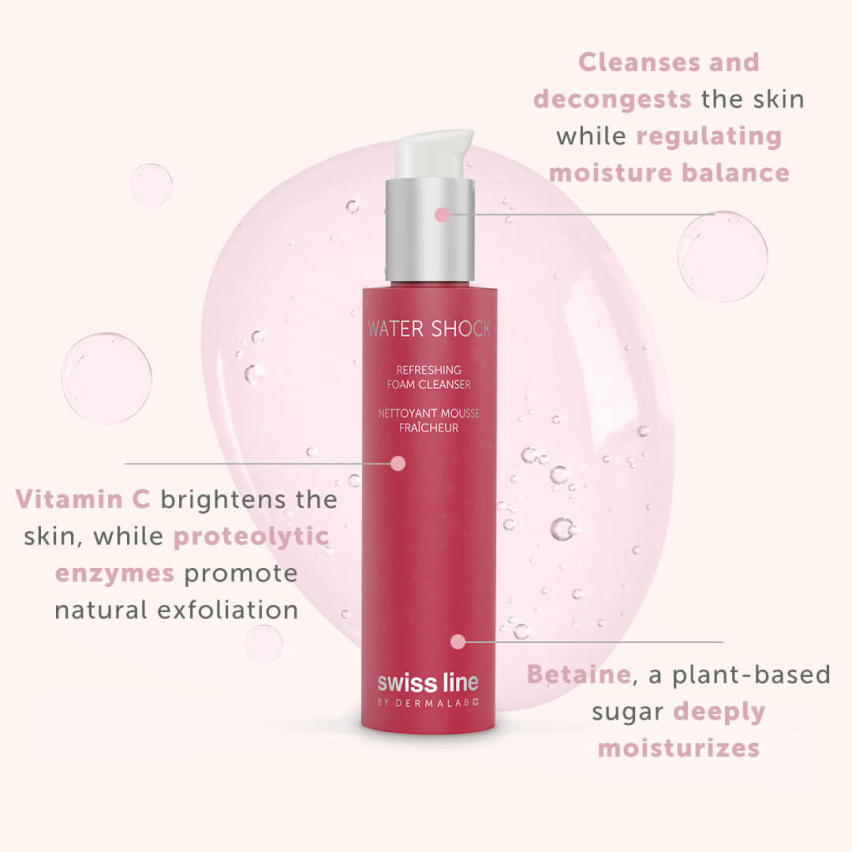 Cleanses and
decongests the skin
while regulating
moisture balance
WATER SHOCK
REFRESHING
FOAM CLEANSER
NETTOYANT MOUSSE
FRAÎCHEUR
Vitamin C brightens the
skin, while proteolytic
enzymes promote
natural exfoliation
swiss line
BY DERMALAB
Betaine, a plant-based
sugar deeply
moisturizes